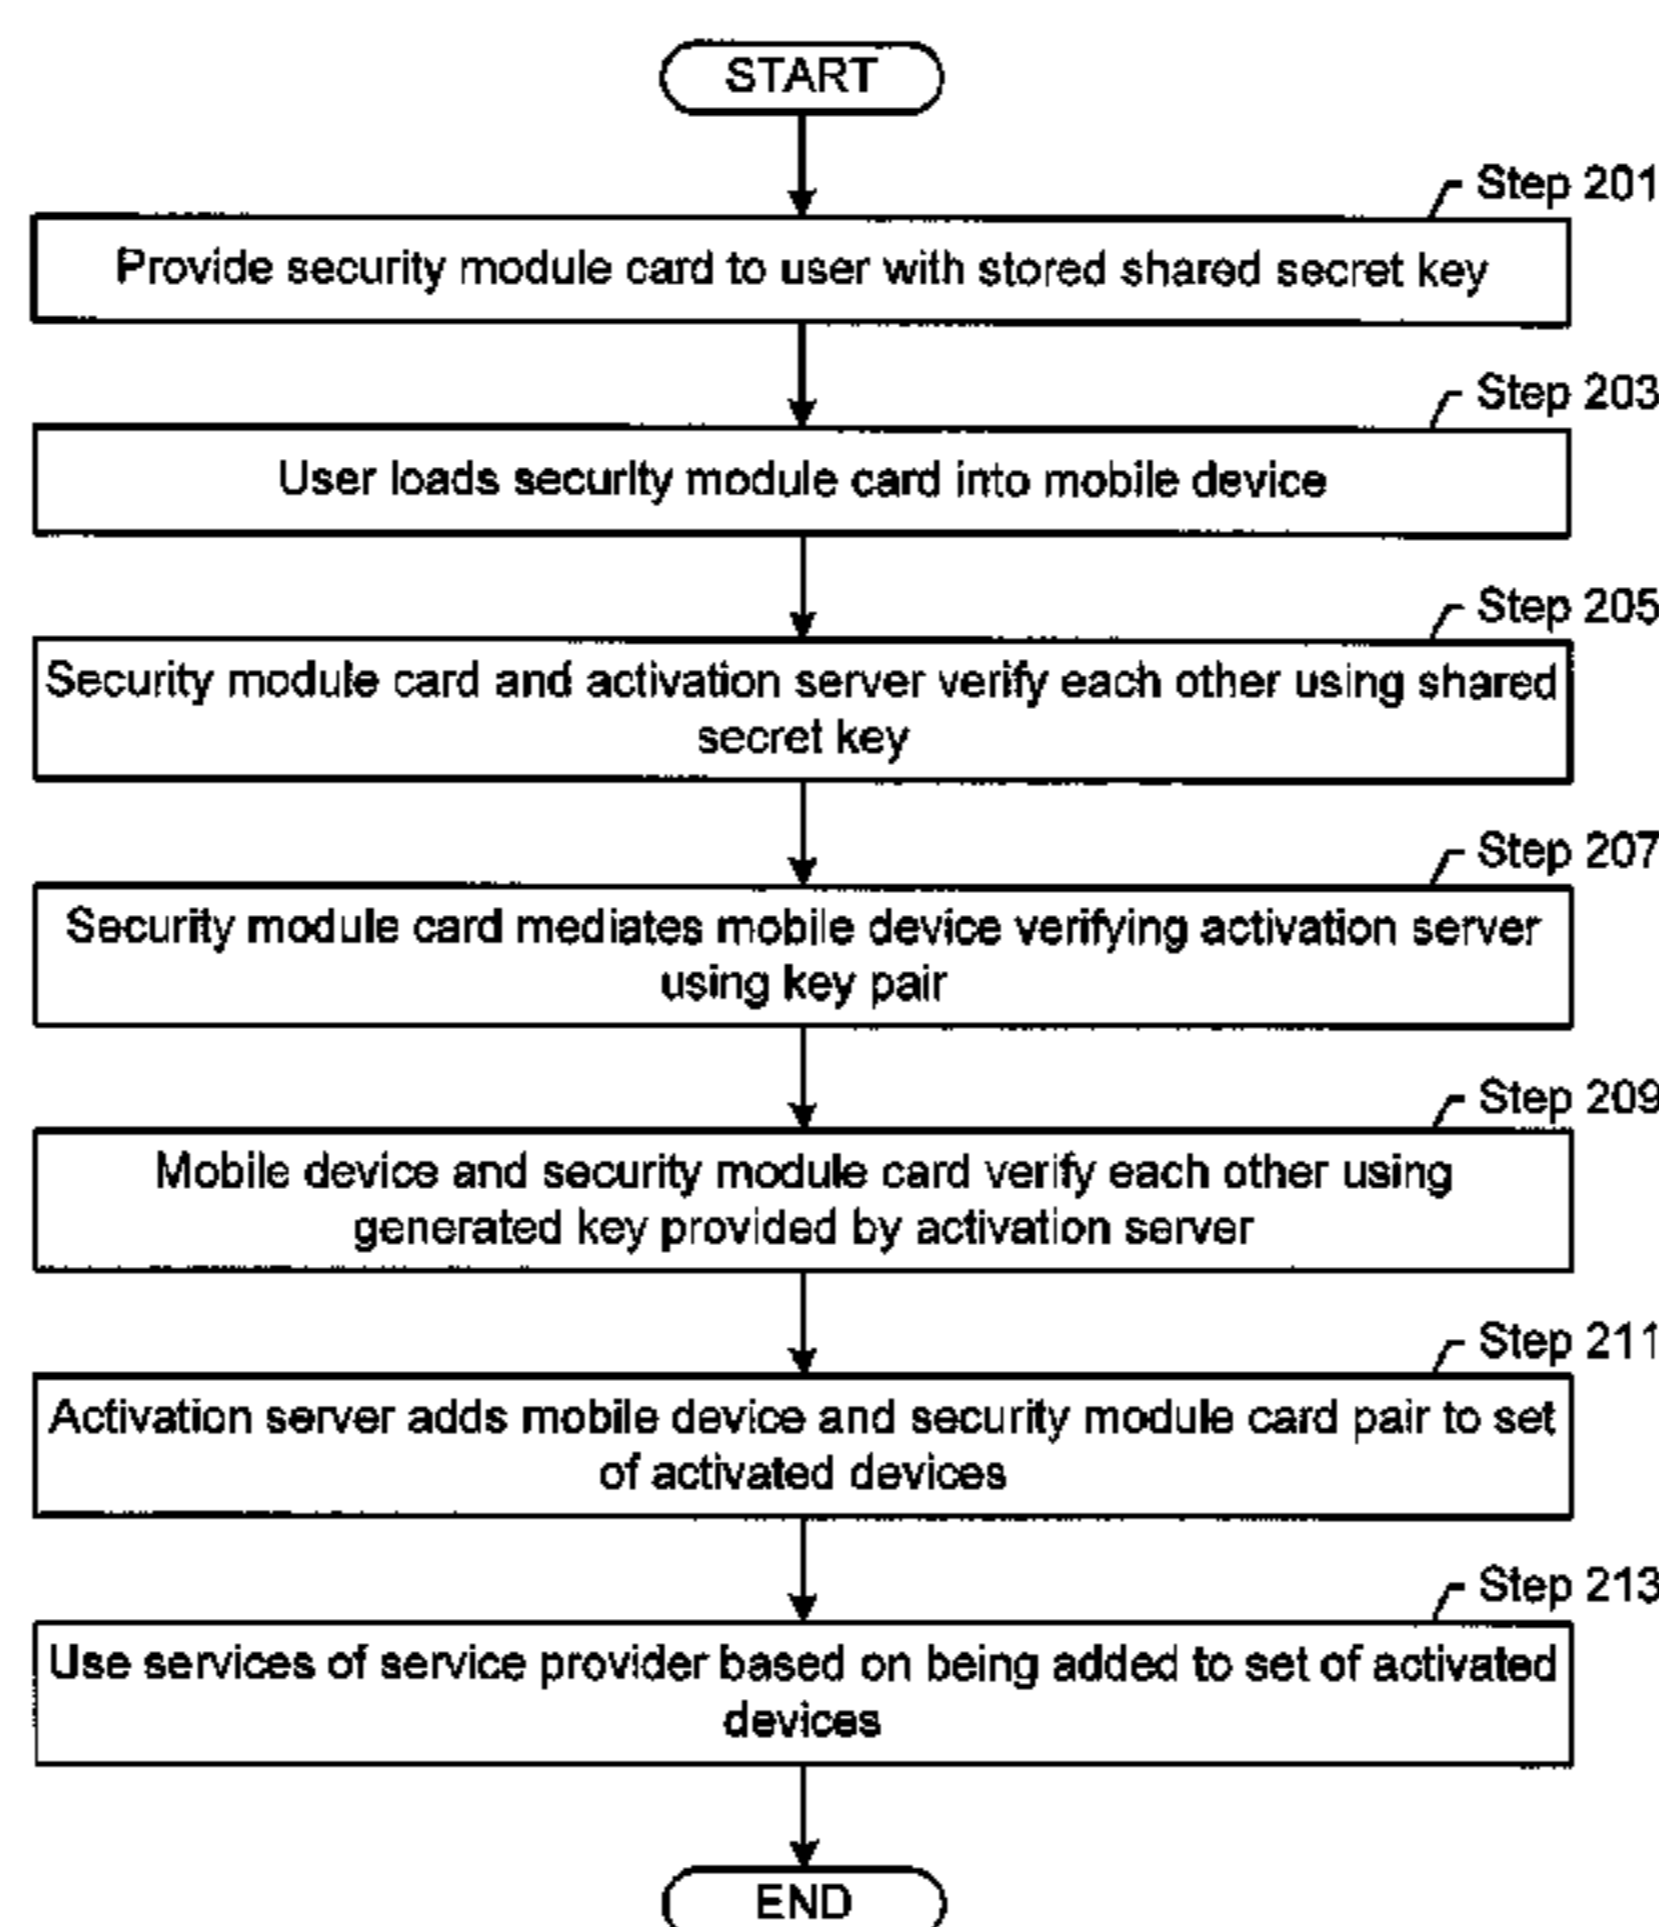 START
Step 201
Provide security module card to user with stored shared secret key
Step 203
User loads security module card into mobile device
Step 205
Security module card and activation server verify each other using shared
secret key
Step 207
Security module card mediates mobile device verifying activation server
using key pair
Step 209
Mobile device and security module card verify each other using
generated key provided by activation server
Step 211
Activation server adds mobile device and security module card pair to set
of activated devices
Step 213
Use services of service provider based on being added to set of activated
devices
END